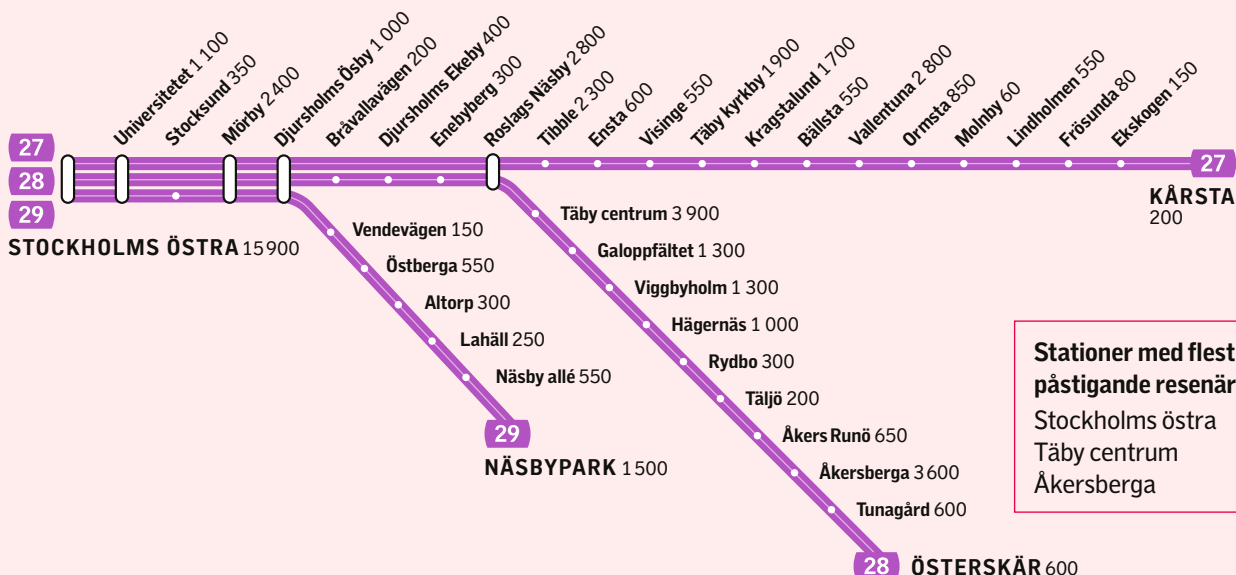 Universitetet 1 100
Stocksund 350
Mörby 2 400
Djursholms Ösby 1 000
Bråvallavägen 200
Djursholms Ekeby 400
Enebyberg 300
Roslags Näsby 2 800
Tibble 2 300
Ensta 600
Visinge 550
Täby kyrkby 1 900
Kragstalund 1 700
Bällsta 550
Vallentuna 2 800
Ormsta 850
Molnby 60
Lindholmen 550
Frösunda 80
Ekskogen 150
27
28
29
STOCKHOLMS ÖSTRA 15 900
27
KÅRSTA
200
Vendevägen 150
Östberga 550
Altorp 300
Lahäll 250
Näsby allé 550
29
NÄSBYPARK 1 500
Täby centrum 3 900
Galoppfältet 1 300
Viggbyholm 1 300
Hägernäs 1 000
Rydbo 300
Täljö 200
Åkers Runö 650
Åkersberga 3 600
Tunagård 600
28
ÖSTERSKÄR 600
Stationer med flest
påstigande resenär
Stockholms östra
Täby centrum
Åkersberga